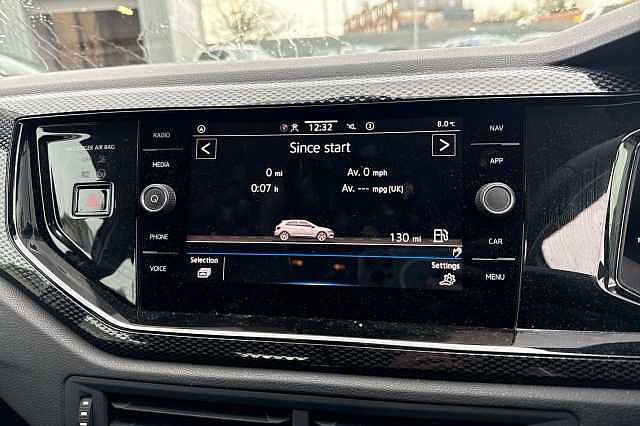 12:32
8.0°C
Since start
0 mi
Av. 0 mph
0:07 h
Av. --- mpg (UK)
130 mi
Selection
Settings
RADIO
MEDIA
PHONE
VOICE
NAV
APP
CAR
MENU
AIR BAG